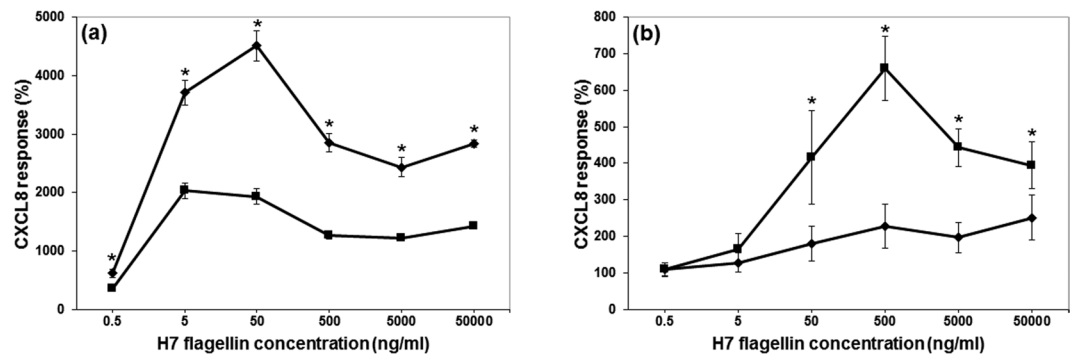 (a)
CXCL8 response (%)
5000
4000
3000
2000
1000
0
* * * * * *
0.5 5 50 500 5000 50000
H7 flagellin concentration (ng/ml)
(b)
CXCL8 response (%)
800
700
600
500
400
300
200
100
0
* * * *
0.5 5 50 500 5000 50000
H7 flagellin concentration (ng/ml)